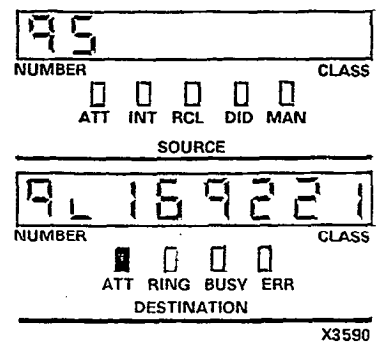 95
NUMBER CLASS
ATT INT RCL DID MAN
SOURCE
9L 169221
NUMBER CLASS
ATT RING BUSY ERR
DESTINATION
X3590